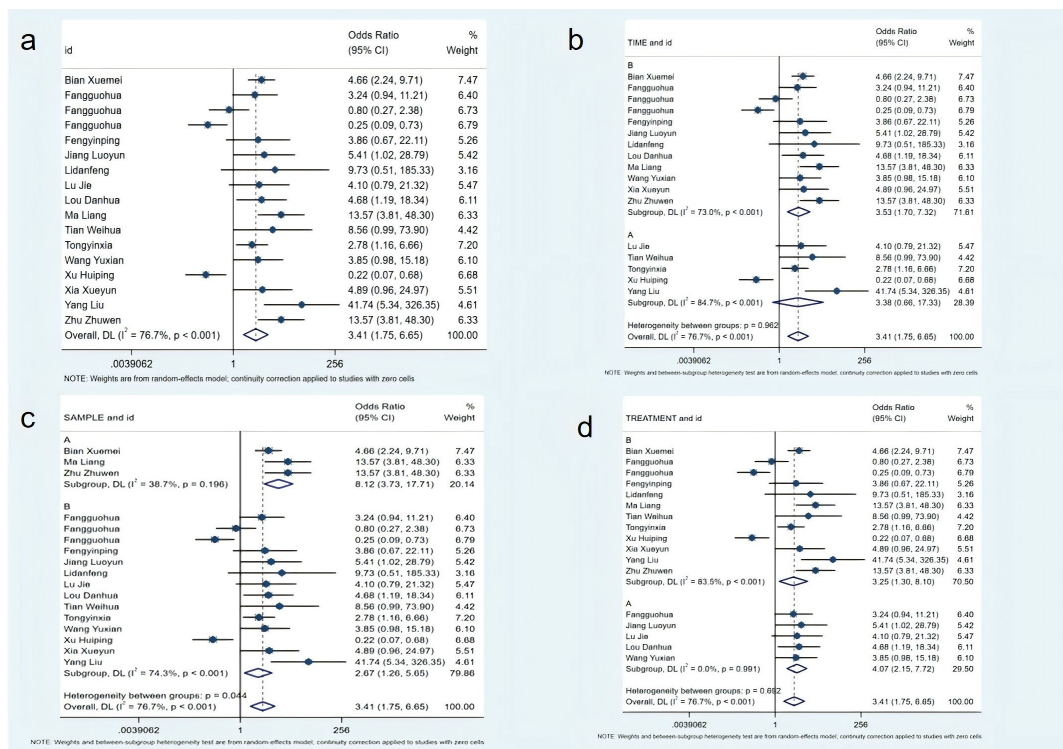 a
Odds Ratio %
id (95% CI) Weight
Bian Xuemei 4.66 (2.24, 9.71) 7.47
Fangguohua 3.24 (0.94, 11.21) 6.40
Fangguohua 0.80 (0.27, 2.38) 6.73
Fangguohua 0.25 (0.09, 0.73) 6.79
Fengyinping 3.86 (0.67, 22.11) 5.26
Jiang Luoyun 5.41 (1.02, 28.79) 5.42
Lidanfeng 9.73 (0.51, 185.33) 3.16
Lu Jie 4.10 (0.79, 21.32) 5.47
Lou Danhua 4.68 (1.19, 18.34) 6.11
Ma Liang 13.57 (3.81, 48.30) 6.33
Tian Weihua 8.56 (0.99, 73.90) 4.42
Tongyinxia 2.78 (1.16, 6.66) 7.20
Wang Yuxian 3.85 (0.98, 15.18) 6.10
Xu Huiping 0.22 (0.07, 0.68) 6.68
Xia Xueyun 4.89 (0.96, 24.97) 5.51
Yang Liu 41.74 (5.34, 326.35) 4.61
Zhu Zhuwen 13.57 (3.81, 48.30) 6.33
Overall, DL (I² = 76.7%, p < 0.001) 3.41 (1.75, 6.65) 100.00
.0039062 1 256
NOTE: Weights are from random-effects model; continuity correction applied to studies with zero cells
b
Odds Ratio %
TIME and id (95% CI) Weight
B
Bian Xuemei 4.66 (2.24, 9.71) 7.47
Fangguohua 3.24 (0.94, 11.21) 6.40
Fangguohua 0.80 (0.27, 2.38) 6.73
Fangguohua 0.25 (0.09, 0.73) 6.79
Fengyinping 3.86 (0.67, 22.11) 5.26
Jiang Luoyun 5.41 (1.02, 28.79) 5.42
Lidanfeng 9.73 (0.51, 185.33) 3.16
Lou Danhua 4.68 (1.19, 18.34) 6.11
Ma Liang 13.57 (3.81, 48.30) 6.33
Wang Yuxian 3.85 (0.98, 15.18) 6.10
Xia Xueyun 4.89 (0.96, 24.97) 5.51
Zhu Zhuwen 13.57 (3.81, 48.30) 6.33
Subgroup, DL (I² = 73.0%, p < 0.001) 3.53 (1.70, 7.32) 71.61
A
Lu Jie 4.10 (0.79, 21.32) 5.47
Tian Weihua 8.56 (0.99, 73.90) 4.42
Tongyinxia 2.78 (1.16, 6.66) 7.20
Xu Huiping 0.22 (0.07, 0.68) 6.68
Yang Liu 41.74 (5.34, 326.35) 4.61
Subgroup, DL (I² = 84.7%, p < 0.001) 3.38 (0.66, 17.33) 28.39
Heterogeneity between groups: p = 0.962
Overall, DL (I² = 76.7%, p < 0.001) 3.41 (1.75, 6.65) 100.00
.0039062 1 256
NOTE: Weights and between-subgroup heterogeneity test are from random-effects model; continuity correction applied to studies with zero cells
c
Odds Ratio %
SAMPLE and id (95% CI) Weight
A
Bian Xuemei 4.66 (2.24, 9.71) 7.47
Ma Liang 13.57 (3.81, 48.30) 6.33
Zhu Zhuwen 13.57 (3.81, 48.30) 6.33
Subgroup, DL (I² = 38.7%, p = 0.196) 8.12 (3.73, 17.71) 20.14
B
Fangguohua 3.24 (0.94, 11.21) 6.40
Fangguohua 0.80 (0.27, 2.38) 6.73
Fangguohua 0.25 (0.09, 0.73) 6.79
Fengyinping 3.86 (0.67, 22.11) 5.26
Jiang Luoyun 5.41 (1.02, 28.79) 5.42
Lidanfeng 9.73 (0.51, 185.33) 3.16
Lu Jie 4.10 (0.79, 21.32) 5.47
Lou Danhua 4.68 (1.19, 18.34) 6.11
Tian Weihua 8.56 (0.99, 73.90) 4.42
Tongyinxia 2.78 (1.16, 6.66) 7.20
Wang Yuxian 3.85 (0.98, 15.18) 6.10
Xu Huiping 0.22 (0.07, 0.68) 6.68
Xia Xueyun 4.89 (0.96, 24.97) 5.51
Yang Liu 41.74 (5.34, 326.35) 4.61
Subgroup, DL (I² = 74.3%, p < 0.001) 2.67 (1.26, 5.65) 79.86
Heterogeneity between groups: p = 0.044
Overall, DL (I² = 76.7%, p < 0.001) 3.41 (1.75, 6.65) 100.00
.0039062 1 256
NOTE: Weights and between-subgroup heterogeneity test are from random-effects model; continuity correction applied to studies with zero cells
d
Odds Ratio %
TREATMENT and id (95% CI) Weight
B
Bian Xuemei 4.66 (2.24, 9.71) 7.47
Fangguohua 0.80 (0.27, 2.38) 6.73
Fangguohua 0.25 (0.09, 0.73) 6.79
Fengyinping 3.86 (0.67, 22.11) 5.26
Lidanfeng 9.73 (0.51, 185.33) 3.16
Ma Liang 13.57 (3.81, 48.30) 6.33
Tian Weihua 8.56 (0.99, 73.90) 4.42
Tongyinxia 2.78 (1.16, 6.66) 7.20
Xu Huiping 0.22 (0.07, 0.68) 6.68
Xia Xueyun 4.89 (0.96, 24.97) 5.51
Yang Liu 41.74 (5.34, 326.35) 4.61
Zhu Zhuwen 13.57 (3.81, 48.30) 6.33
Subgroup, DL (I² = 83.5%, p < 0.001) 3.25 (1.30, 8.10) 70.50
A
Fangguohua 3.24 (0.94, 11.21) 6.40
Jiang Luoyun 5.41 (1.02, 28.79) 5.42
Lu Jie 4.10 (0.79, 21.32) 5.47
Lou Danhua 4.68 (1.19, 18.34) 6.11
Wang Yuxian 3.85 (0.98, 15.18) 6.10
Subgroup, DL (I² = 0.0%, p = 0.991) 4.07 (2.15, 7.72) 29.50
Heterogeneity between groups: p = 0.692
Overall, DL (I² = 76.7%, p < 0.001) 3.41 (1.75, 6.65) 100.00
.0039062 1 256
NOTE: Weights and between-subgroup heterogeneity test are from random-effects model; continuity correction applied to studies with zero cells